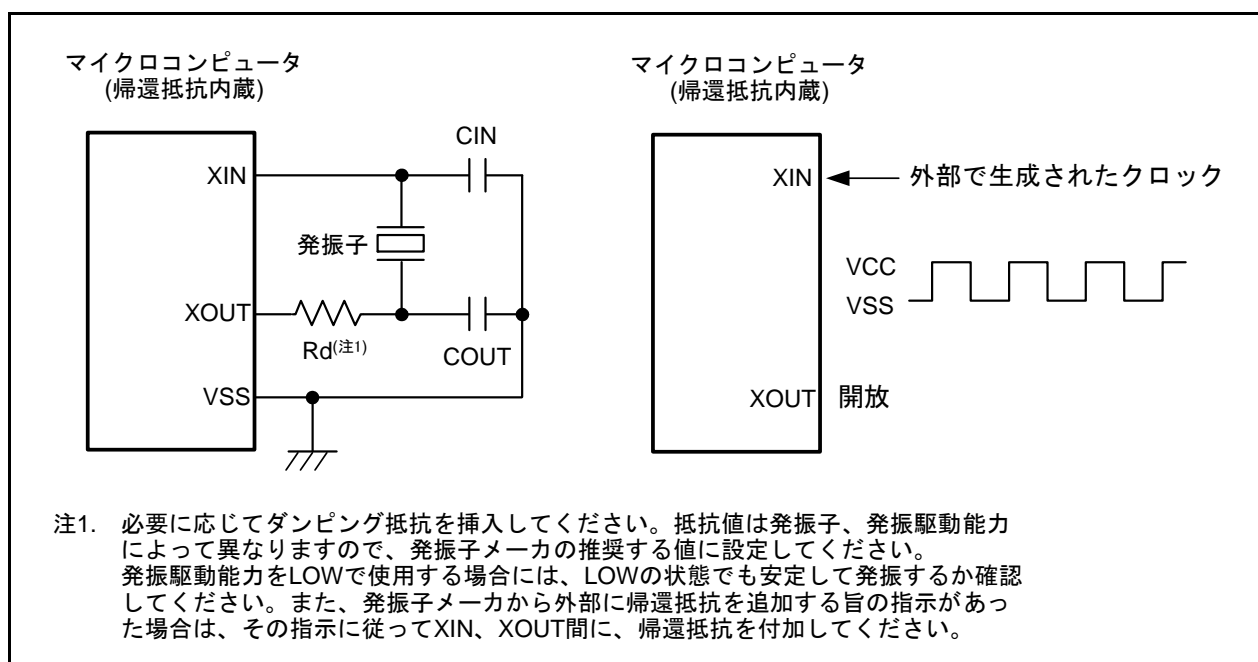 マイクロコンピュータ
(帰還抵抗内蔵)
XIN
CIN
発振子
XOUT
Rd(注1)
COUT
VSS
マイクロコンピュータ
(帰還抵抗内蔵)
XIN
外部で生成されたクロック
VCC
VSS
XOUT
開放
注1. 必要に応じてダンピング抵抗を挿入してください。抵抗値は発振子、発振駆動能力
によって異なりますので、発振子メーカの推奨する値に設定してください。
発振駆動能力をLOWで使用する場合には、LOWの状態でも安定して発振するか確認
してください。また、発振子メーカから外部に帰還抵抗を追加する旨の指示があっ
た場合は、その指示に従ってXIN、XOUT間に、帰還抵抗を付加してください。